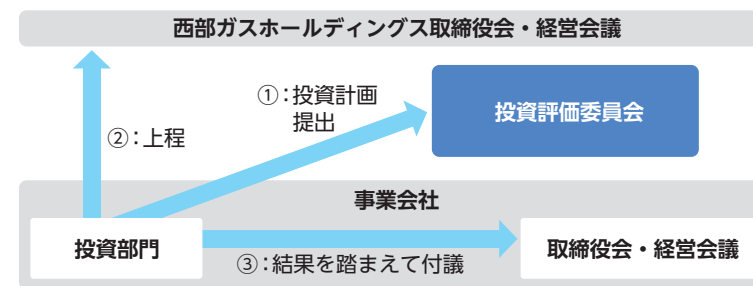 西部ガスホールディングス取締役会・経営会議
①：投資計画
提出
投資評価委員会
②：上程
事業会社
投資部門
取締役会・経営会議
③：結果を踏まえて付議